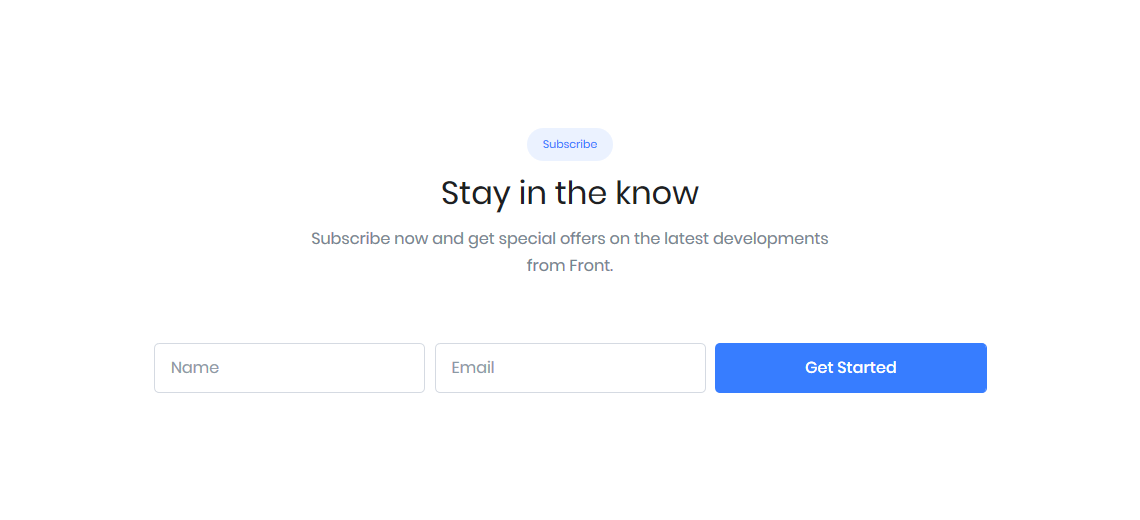 Subscribe
Stay in the know
Subscribe now and get special offers on the latest developments
from Front.
Name
Email
Get Started